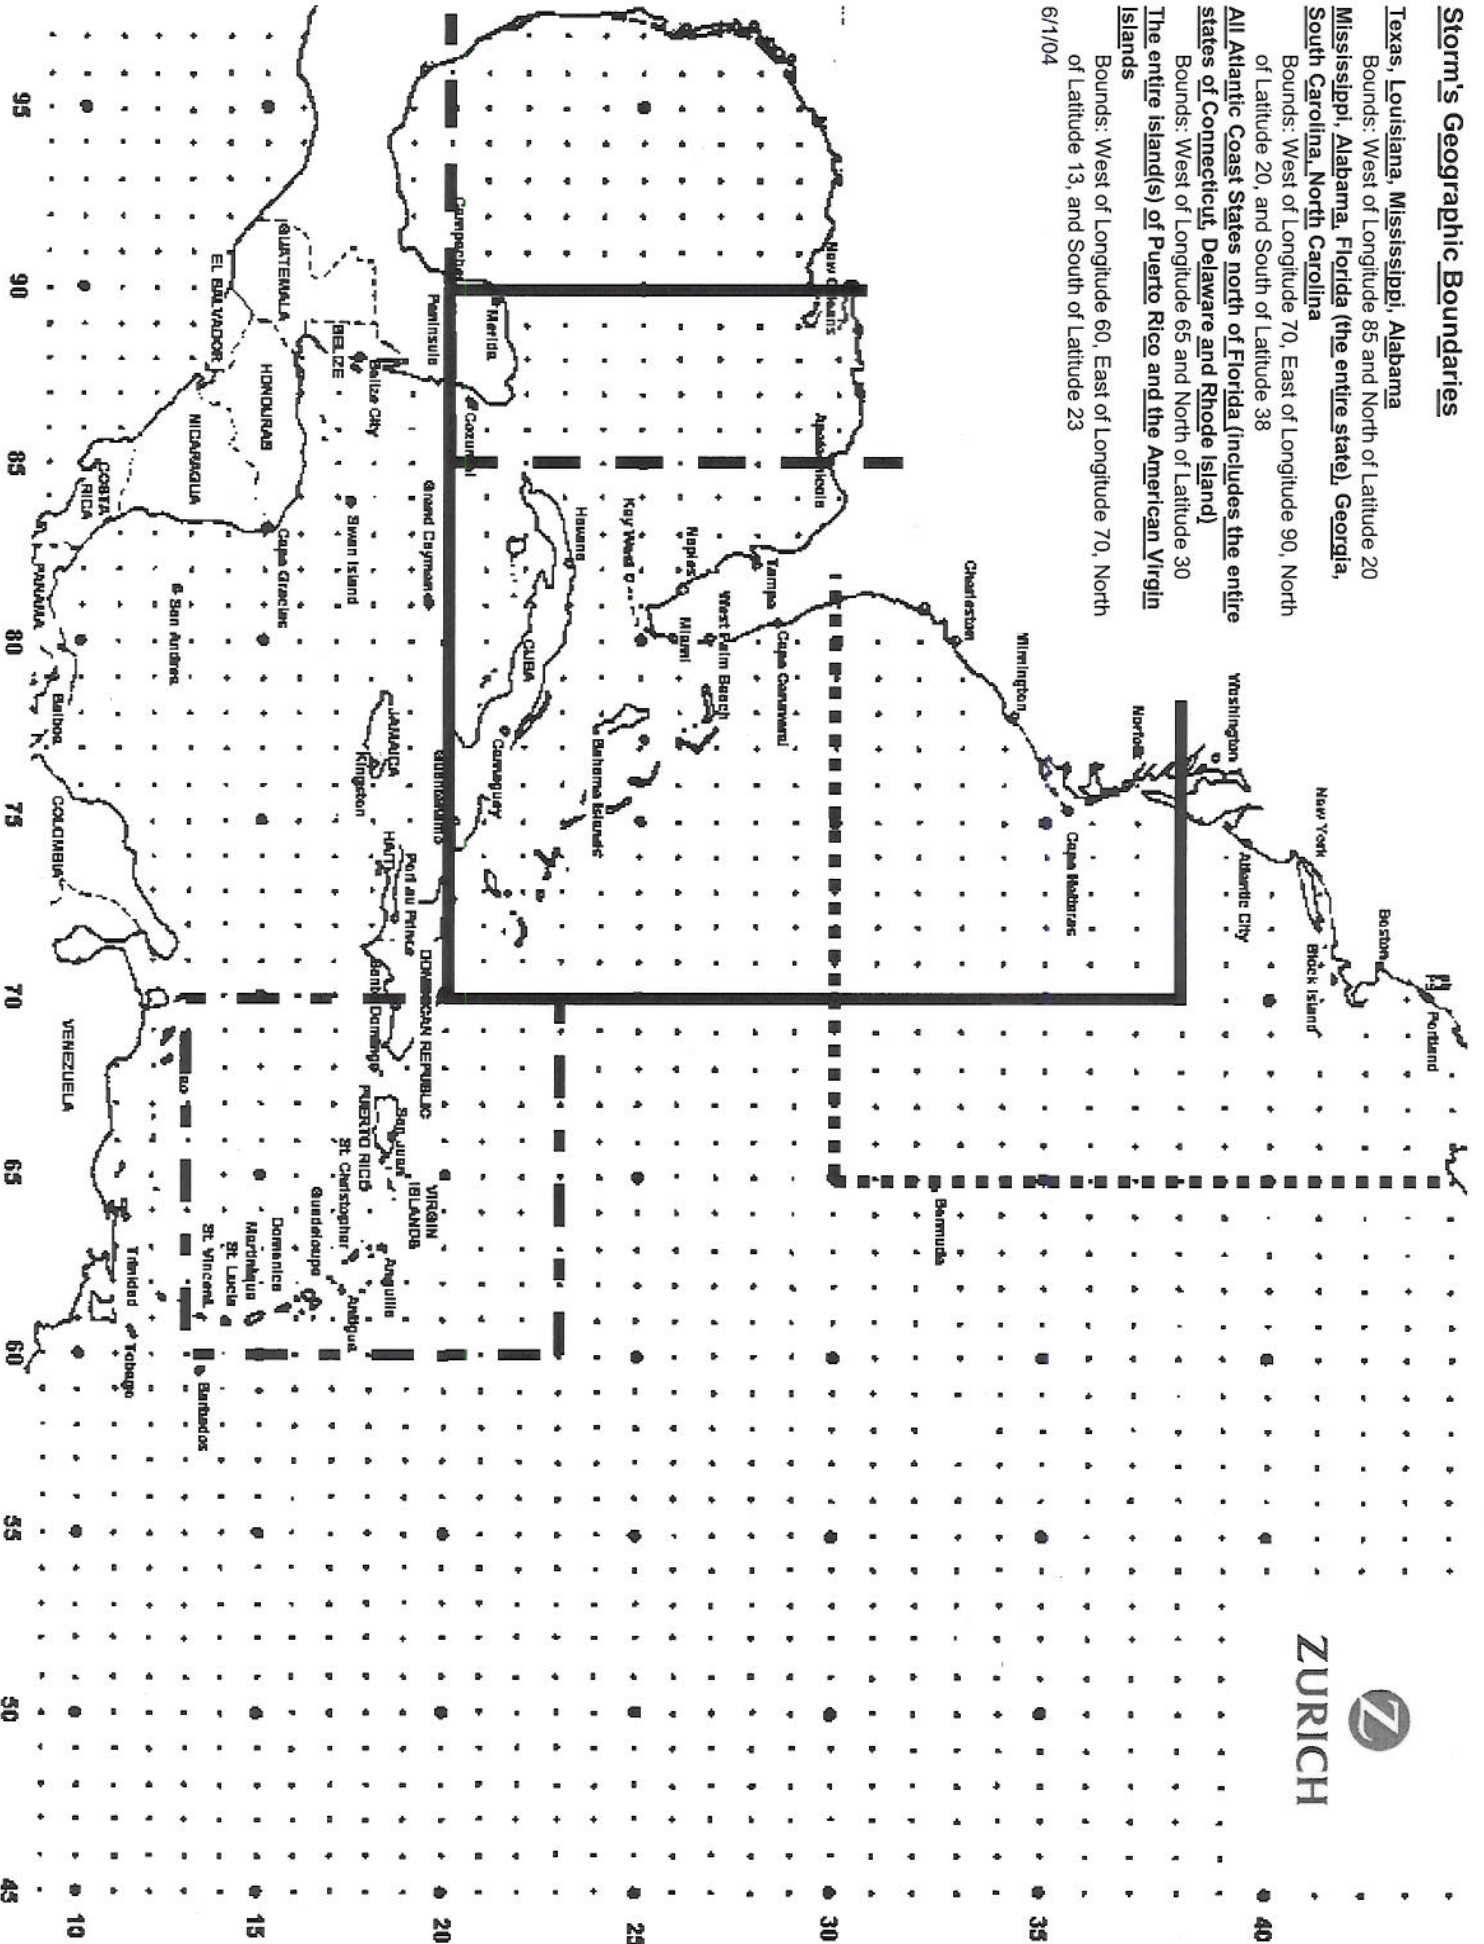 Storm's Geographic Boundaries
Texas, Louisiana, Mississippi, Alabama
Bounds: West of Longitude 85 and North of Latitude 20
Mississippi, Alabama, Florida (the entire state), Georgia,
South Carolina, North Carolina
Bounds: West of Longitude 70, East of Longitude 90, North
of Latitude 20, and South of Latitude 38
All Atlantic Coast States north of Florida (includes the entire
states of Connecticut, Delaware and Rhode Island)
Bounds: West of Longitude 65 and North of Latitude 30
The entire island(s) of Puerto Rico and the American Virgin
Islands
Bounds: West of Longitude 60, East of Longitude 70, North
of Latitude 13, and South of Latitude 23
6/1/04
ZURICH
Portland
Boston
New York
Block Island
Atlantic City
Washington
Norfolk
Cape Hatteras
Wilmington
Charleston
Bermuda
New Orleans
Apalachicola
Cape Canaveral
Tampa
West Palm Beach
Naples
Miami
Key West
Bahama Islands
Havana
CUBA
Camaguey
Guantanamo
Merida
Cozumel
Campeche
Peninsula
Grand Cayman
Belize City
BELIZE
Swan Island
JAMAICA
Kingston
HAITI
Port au Prince
DOMINICAN REPUBLIC
Santo Domingo
San Juan
PUERTO RICO
VIRGIN
ISLANDS
St. Christopher
Anguilla
Antigua
Guadeloupe
Dominica
Martinique
St. Lucia
St. Vincent
Barbados
Trinidad
Tobago
GUATEMALA
EL SALVADOR
HONDURAS
Cape Gracias
NICARAGUA
San Andres
COSTA
RICA
PANAMA
Balboa
COLOMBIA
VENEZUELA
95
90
85
80
75
70
65
60
55
50
45
10
15
20
25
30
35
40